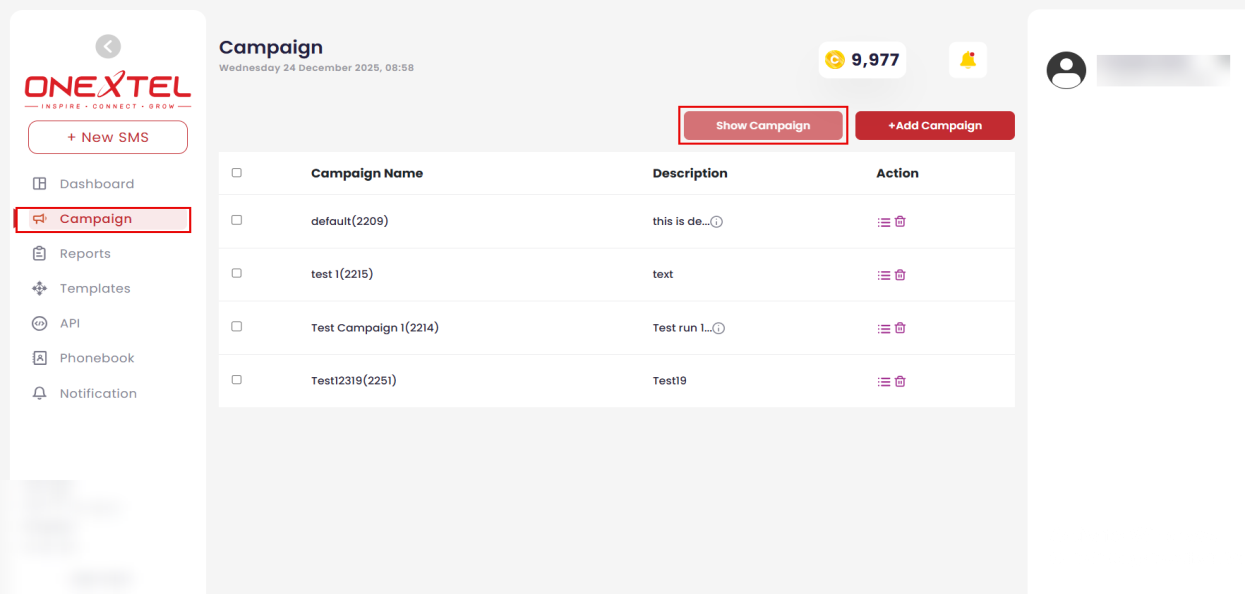 ONEXTEL
INSPIRE • CONNECT • GROW
+ New SMS
Dashboard
Campaign
Reports
Templates
API
Phonebook
Notification
Campaign
Wednesday 24 December 2025, 08:58
9,977
Show Campaign
+Add Campaign
Campaign Name Description Action
default(2209) this is de...
test 1(2215) text
Test Campaign 1(2214) Test run 1...
Test12319(2251) Test19